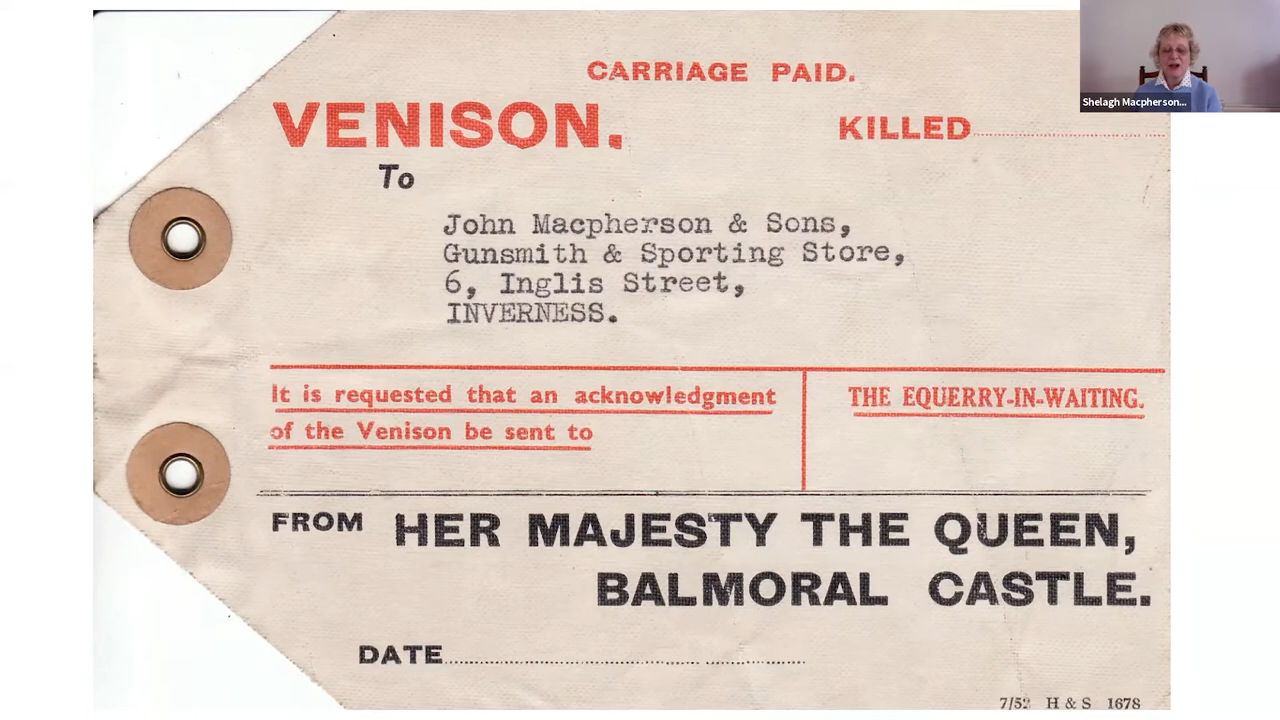 CARRIAGE PAID.
VENISON.
KILLED
To
John Macpherson & Sons,
Gunsmith & Sporting Store,
6, Inglis Street,
INVERNESS.
It is requested that an acknowledgment
of the Venison be sent to
THE EQUERRY-IN-WAITING.
FROM HER MAJESTY THE QUEEN,
BALMORAL CASTLE.
DATE
7/52 H & S 1678
Shelagh Macpherson...